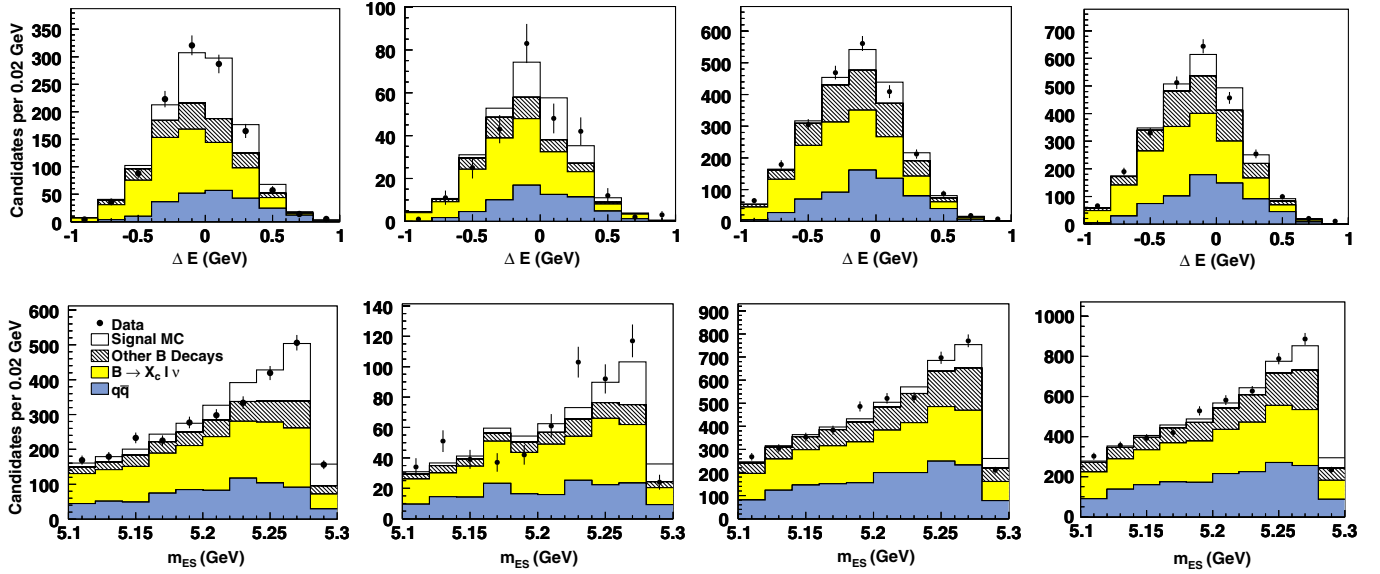 Candidates per 0.02 GeV
350
300
250
200
150
100
50
0
-1 -0.5 0 0.5 1
Δ E (GeV)
100
80
60
40
20
0
-1 -0.5 0 0.5 1
Δ E (GeV)
600
500
400
300
200
100
0
-1 -0.5 0 0.5 1
Δ E (GeV)
700
600
500
400
300
200
100
0
-1 -0.5 0 0.5 1
Δ E (GeV)
Candidates per 0.02 GeV
600
500
400
300
200
100
0
Data
Signal MC
Other B Decays
B → X_c l ν
qq̄
5.1 5.15 5.2 5.25 5.3
m_ES (GeV)
140
120
100
80
60
40
20
0
5.1 5.15 5.2 5.25 5.3
m_ES (GeV)
900
800
700
600
500
400
300
200
100
0
5.1 5.15 5.2 5.25 5.3
m_ES (GeV)
1000
800
600
400
200
0
5.1 5.15 5.2 5.25 5.3
m_ES (GeV)